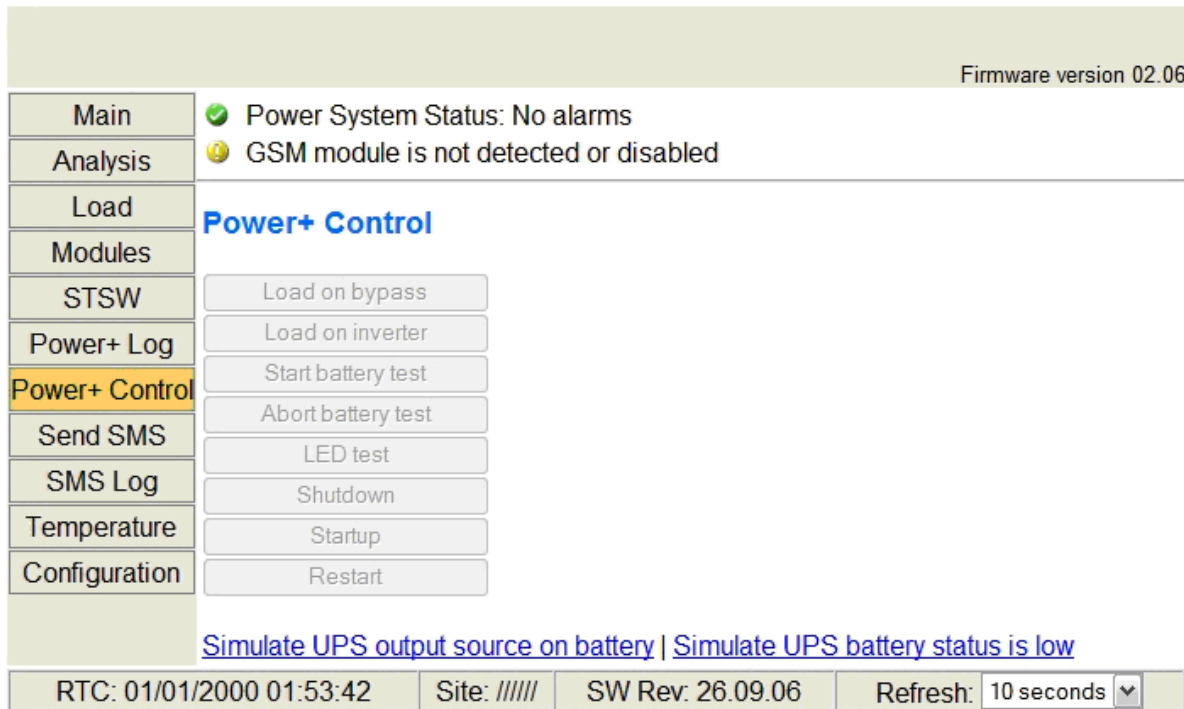 Firmware version 02.06
Main
Analysis
Load
Modules
STSW
Power+ Log
Power+ Control
Send SMS
SMS Log
Temperature
Configuration
Power System Status: No alarms
GSM module is not detected or disabled
Power+ Control
Load on bypass
Load on inverter
Start battery test
Abort battery test
LED test
Shutdown
Startup
Restart
Simulate UPS output source on battery | Simulate UPS battery status is low
RTC: 01/01/2000 01:53:42 Site: ////// SW Rev: 26.09.06 Refresh: 10 seconds